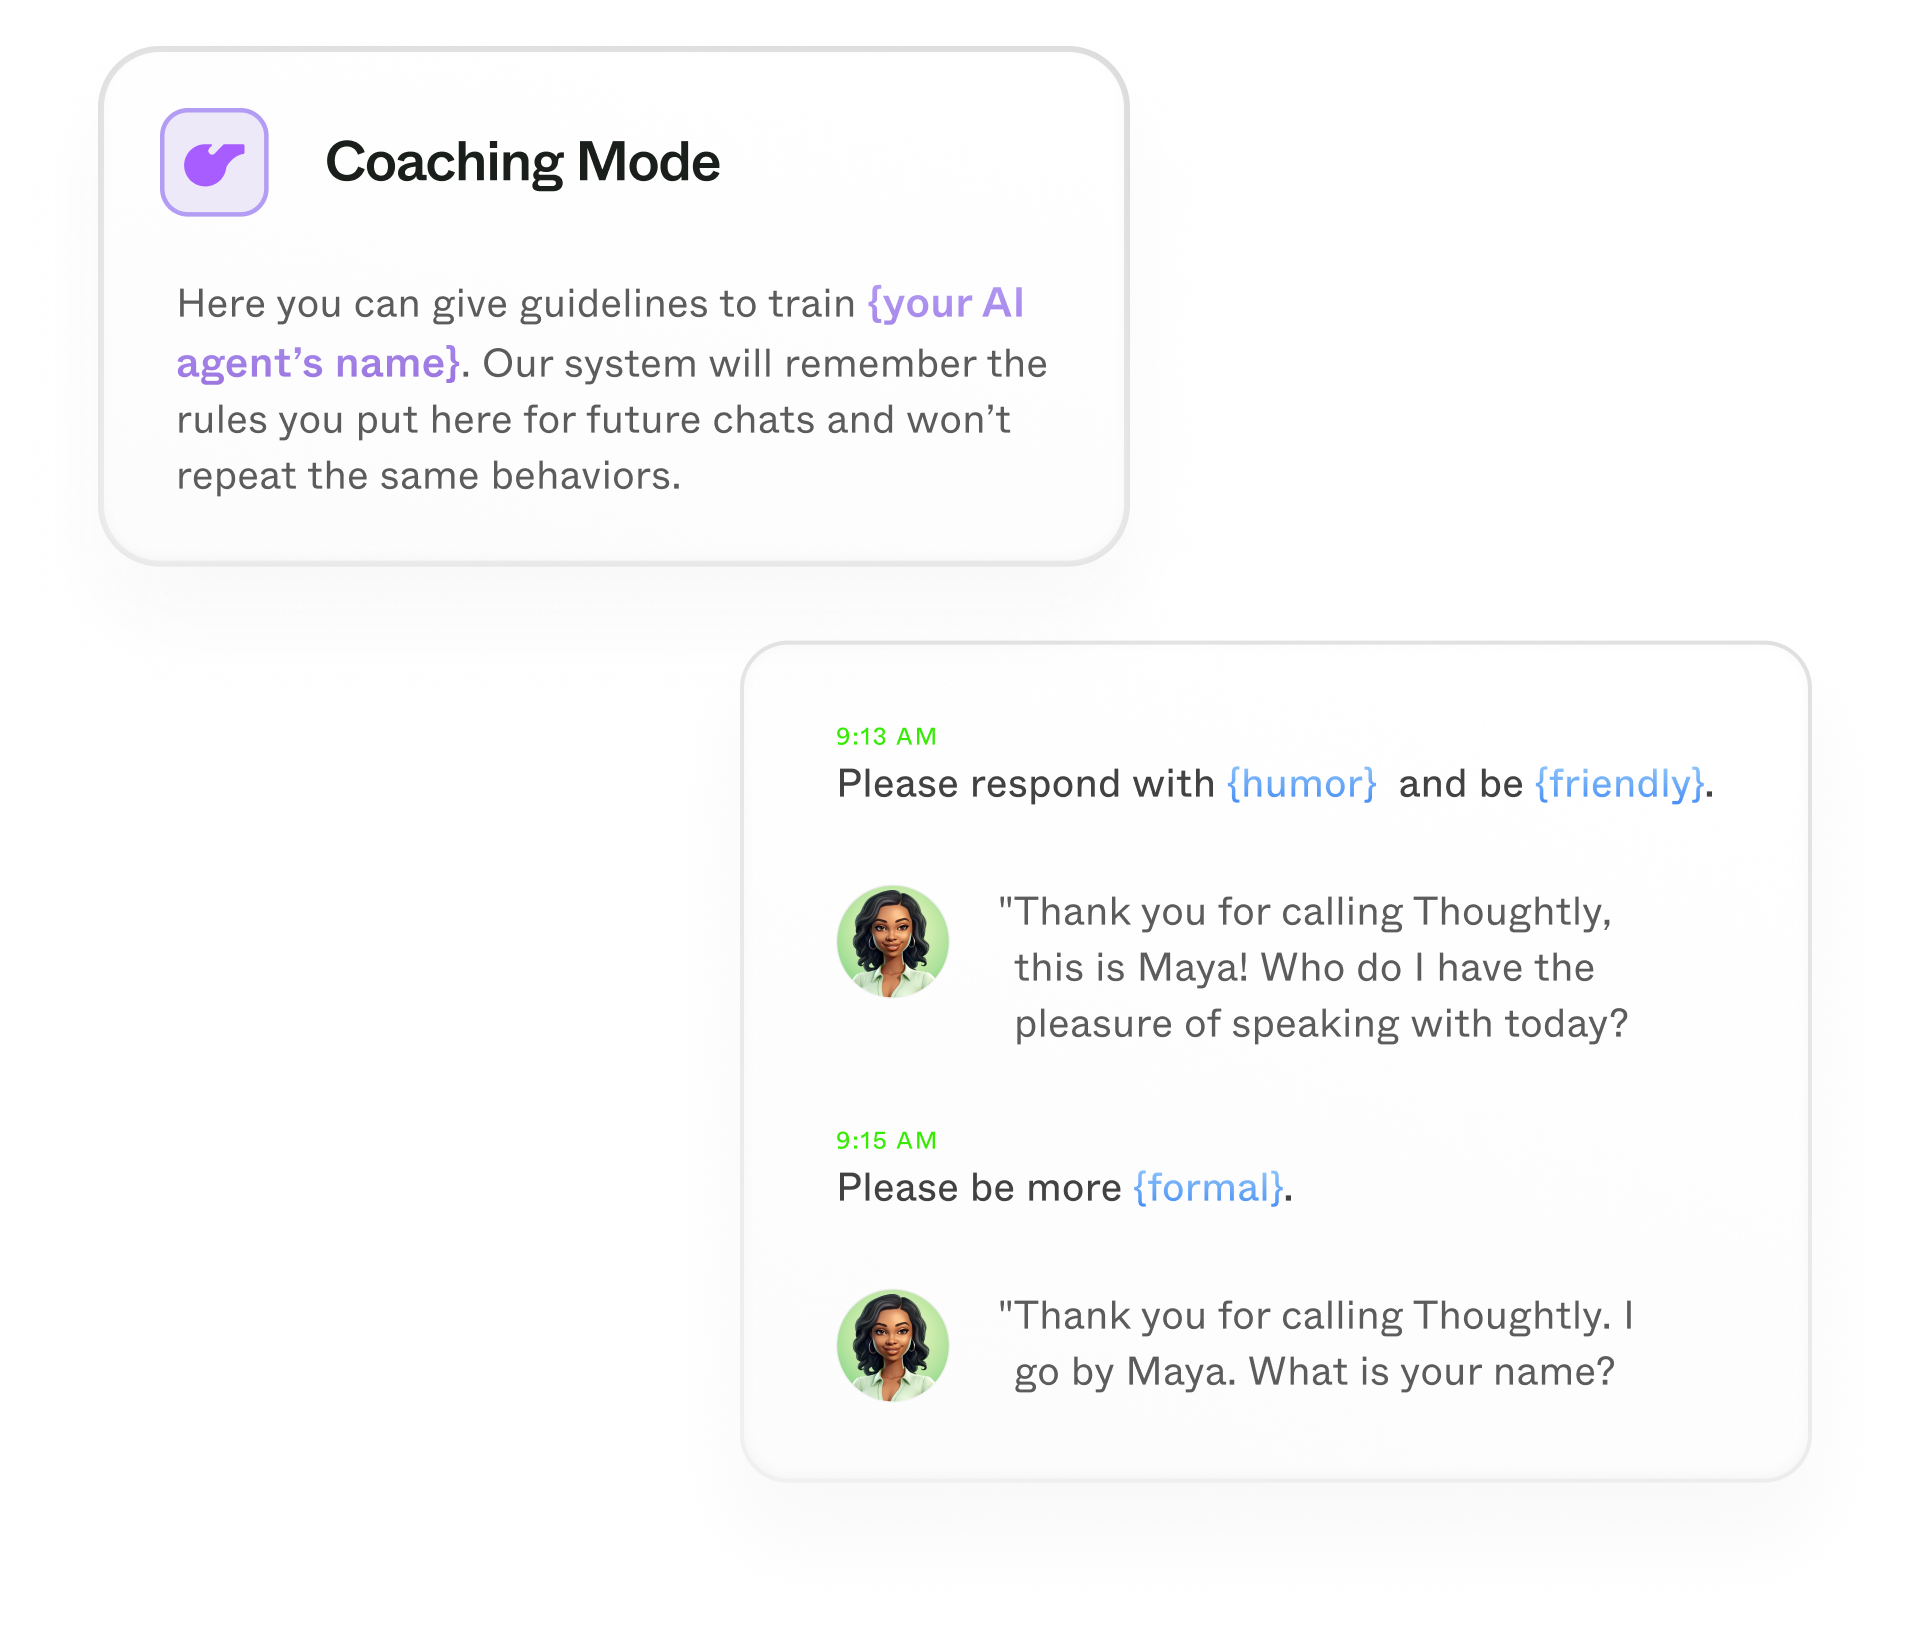 Coaching Mode
Here you can give guidelines to train {your AI
agent’s name}. Our system will remember the
rules you put here for future chats and won’t
repeat the same behaviors.
9:13 AM
Please respond with {humor}  and be {friendly}.
"Thank you for calling Thoughtly,
this is Maya! Who do I have the
pleasure of speaking with today?
9:15 AM
Please be more {formal}.
"Thank you for calling Thoughtly. I
go by Maya. What is your name?